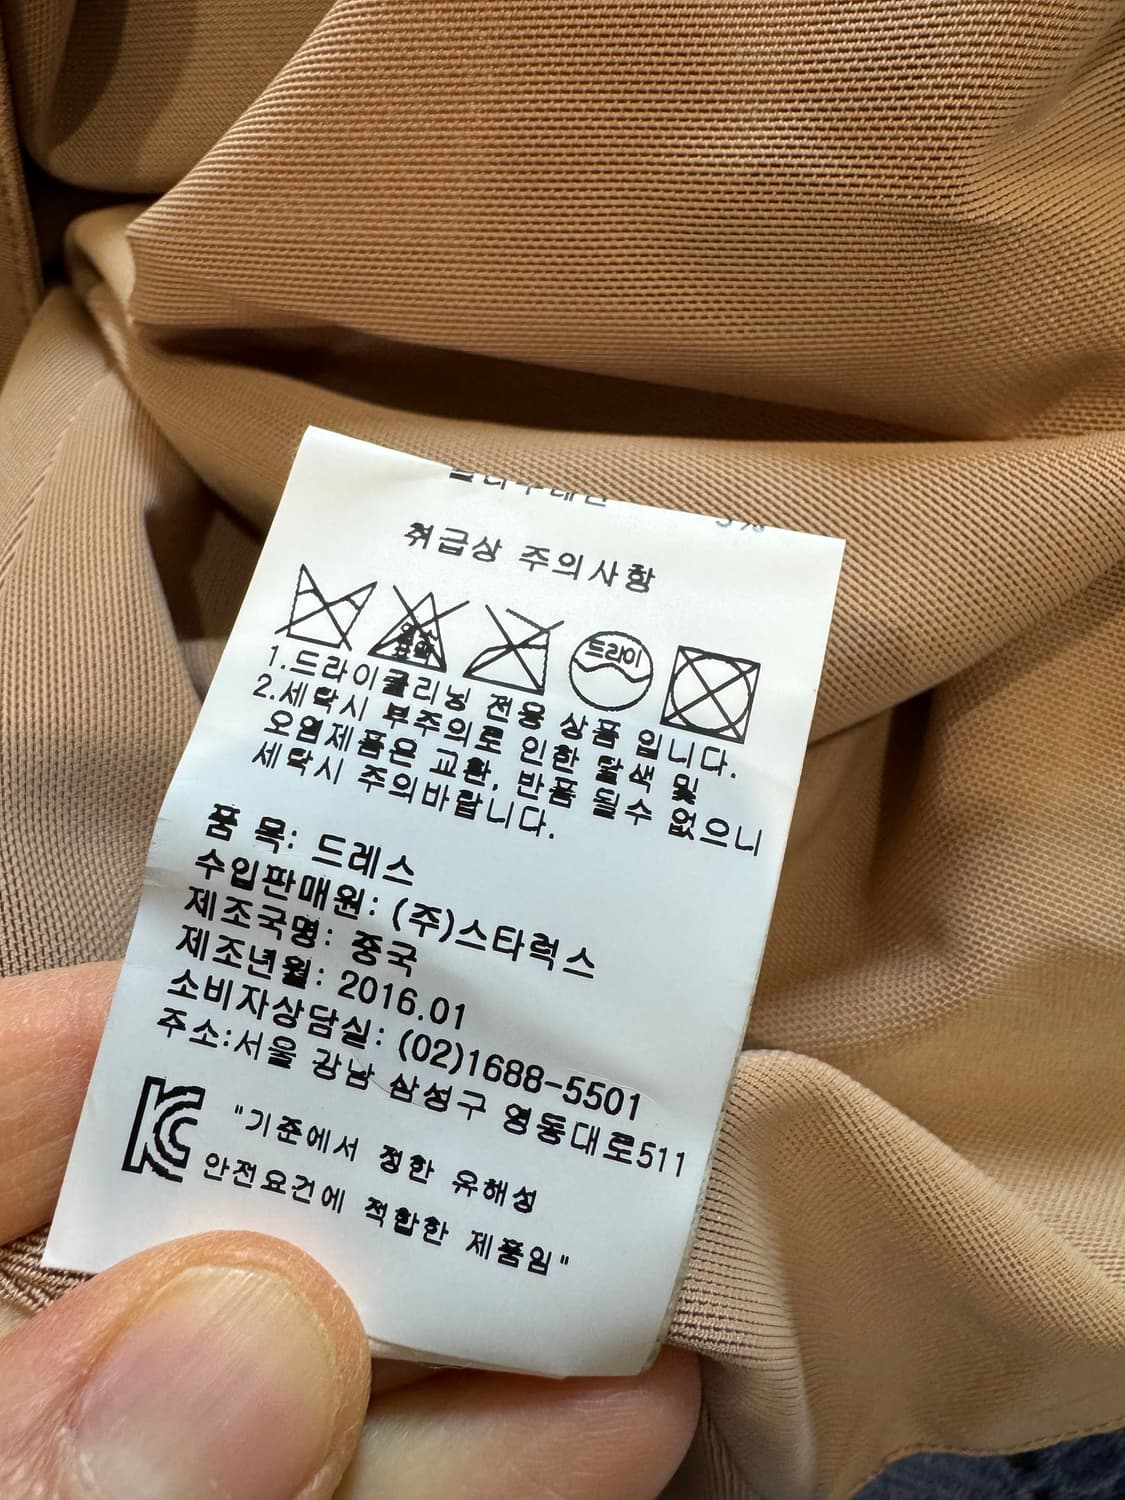 취급상 주의사항
드라이
1.드라이클리닝 전용 상품 입니다.
2.세탁시 부주의로 인한 탈색 및
오염제품은 교환, 반품 될수 없으니
세탁시 주의바랍니다.
품 목: 드레스
수입판매원: (주)스타럭스
제조국명: 중국
제조년월: 2016.01
소비자상담실: (02)1688-5501
주소:서울 강남 삼성구 영동대로511
"기준에서 정한 유해성
안전요건에 적합한 제품임"